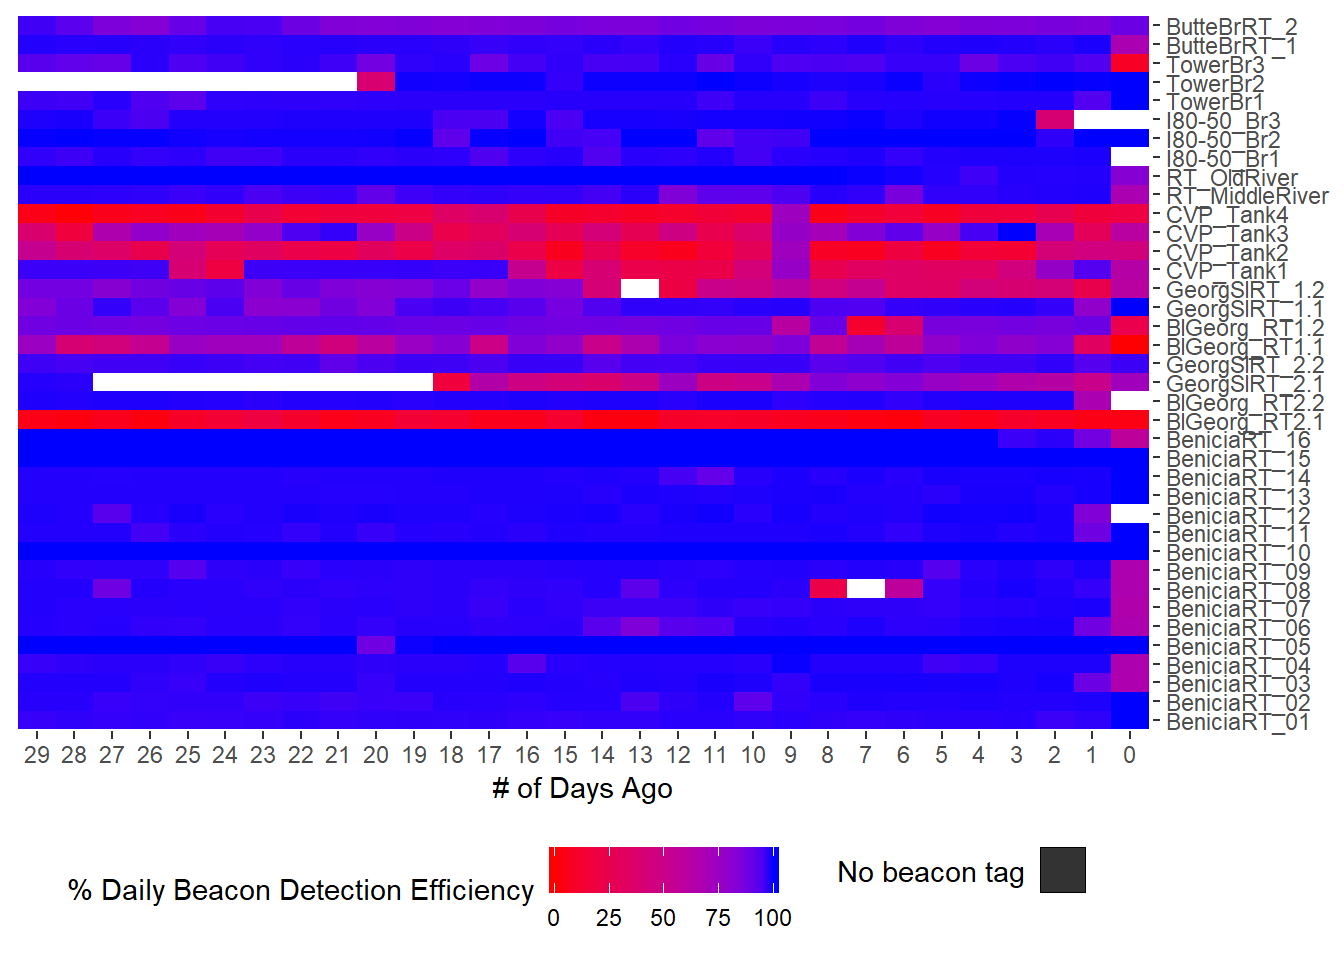 ButteBrRT_2
ButteBrRT_1
TowerBr3
TowerBr2
TowerBr1
I80-50_Br3
I80-50_Br2
I80-50_Br1
RT_OldRiver
RT_MiddleRiver
CVP_Tank4
CVP_Tank3
CVP_Tank2
CVP_Tank1
GeorgSlRT_1.2
GeorgSlRT_1.1
BlGeorg_RT1.2
BlGeorg_RT1.1
GeorgSlRT_2.2
GeorgSlRT_2.1
BlGeorg_RT2.2
BlGeorg_RT2.1
BeniciaRT_16
BeniciaRT_15
BeniciaRT_14
BeniciaRT_13
BeniciaRT_12
BeniciaRT_11
BeniciaRT_10
BeniciaRT_09
BeniciaRT_08
BeniciaRT_07
BeniciaRT_06
BeniciaRT_05
BeniciaRT_04
BeniciaRT_03
BeniciaRT_02
BeniciaRT_01
29 28 27 26 25 24 23 22 21 20 19 18 17 16 15 14 13 12 11 10 9 8 7 6 5 4 3 2 1 0
# of Days Ago
% Daily Beacon Detection Efficiency
0 25 50 75 100
No beacon tag